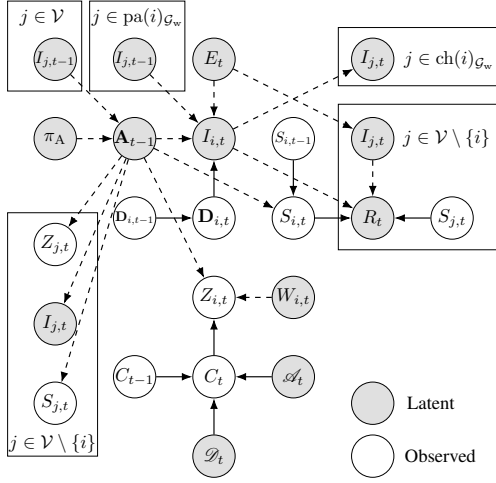 j ∈ 𝒱
j ∈ pa(i)_{𝒢_w}
I_{j,t−1}
I_{j,t−1}
E_t
I_{j,t}
j ∈ ch(i)_{𝒢_w}
π_A
𝐀_{t−1}
I_{i,t}
S_{i,t−1}
I_{j,t}
j ∈ 𝒱 \ {i}
𝐃_{i,t−1}
𝐃_{i,t}
S_{i,t}
R_t
S_{j,t}
Z_{j,t}
I_{j,t}
Z_{i,t}
W_{i,t}
S_{j,t}
C_{t−1}
C_t
𝒜_t
j ∈ 𝒱 \ {i}
Latent
𝒟_t
Observed